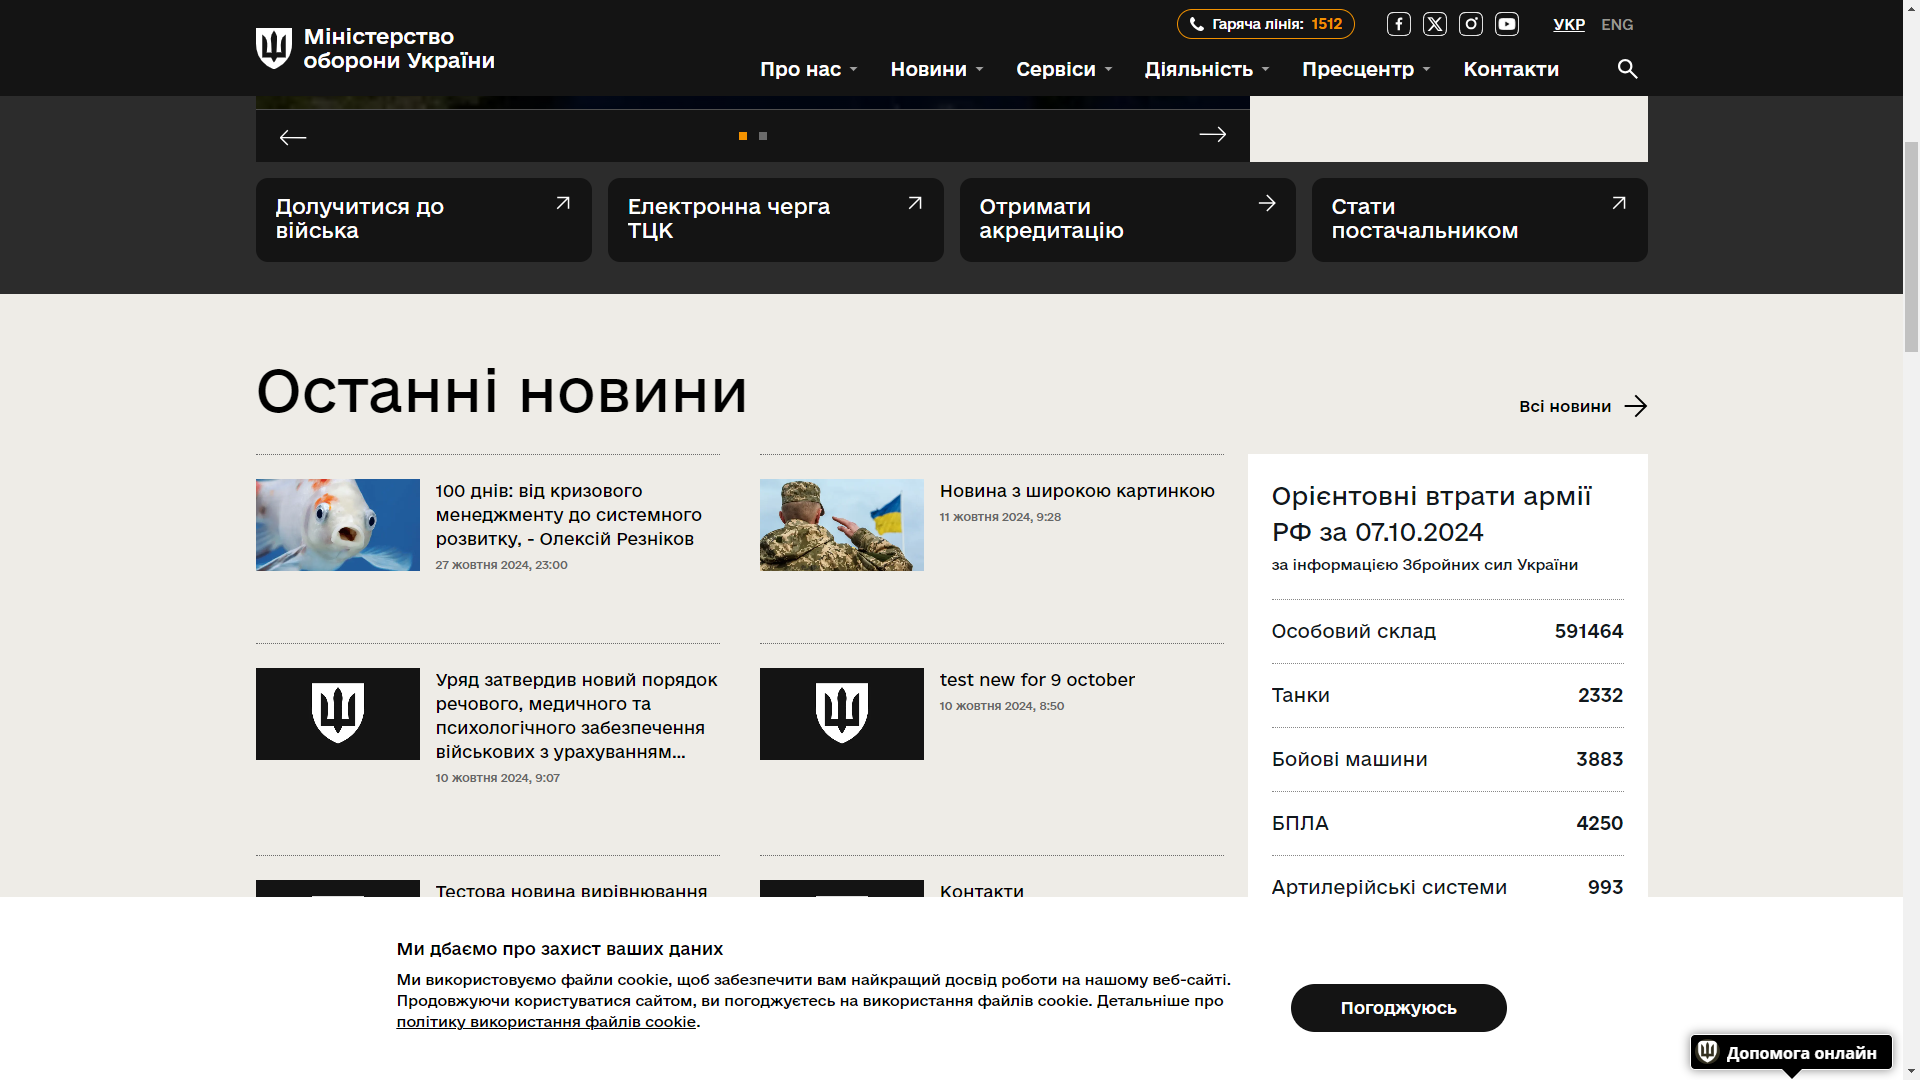 Міністерство
оборони України
Гаряча лінія: 1512
УКР ENG
Про нас
Новини
Сервіси
Діяльність
Пресцентр
Контакти
Долучитися до
війська
Електронна черга
ТЦК
Отримати
акредитацію
Стати
постачальником
Останні новини
Всі новини
100 днів: від кризового
менеджменту до системного
розвитку, - Олексій Резніков
27 жовтня 2024, 23:00
Новина з широкою картинкою
11 жовтня 2024, 9:28
Уряд затвердив новий порядок
речового, медичного та
психологічного забезпечення
військових з урахуванням...
10 жовтня 2024, 9:07
test new for 9 october
10 жовтня 2024, 8:50
Тестова новина вирівнювання
Контакти
Орієнтовні втрати армії
РФ за 07.10.2024
за інформацією Збройних сил України
Особовий склад 591464
Танки 2332
Бойові машини 3883
БПЛА 4250
Артилерійські системи 993
Ми дбаємо про захист ваших даних
Ми використовуємо файли cookie, щоб забезпечити вам найкращий досвід роботи на нашому веб-сайті.
Продовжуючи користуватися сайтом, ви погоджуєтесь на використання файлів cookie. Детальніше про
політику використання файлів cookie.
Погоджуюсь
Допомога онлайн